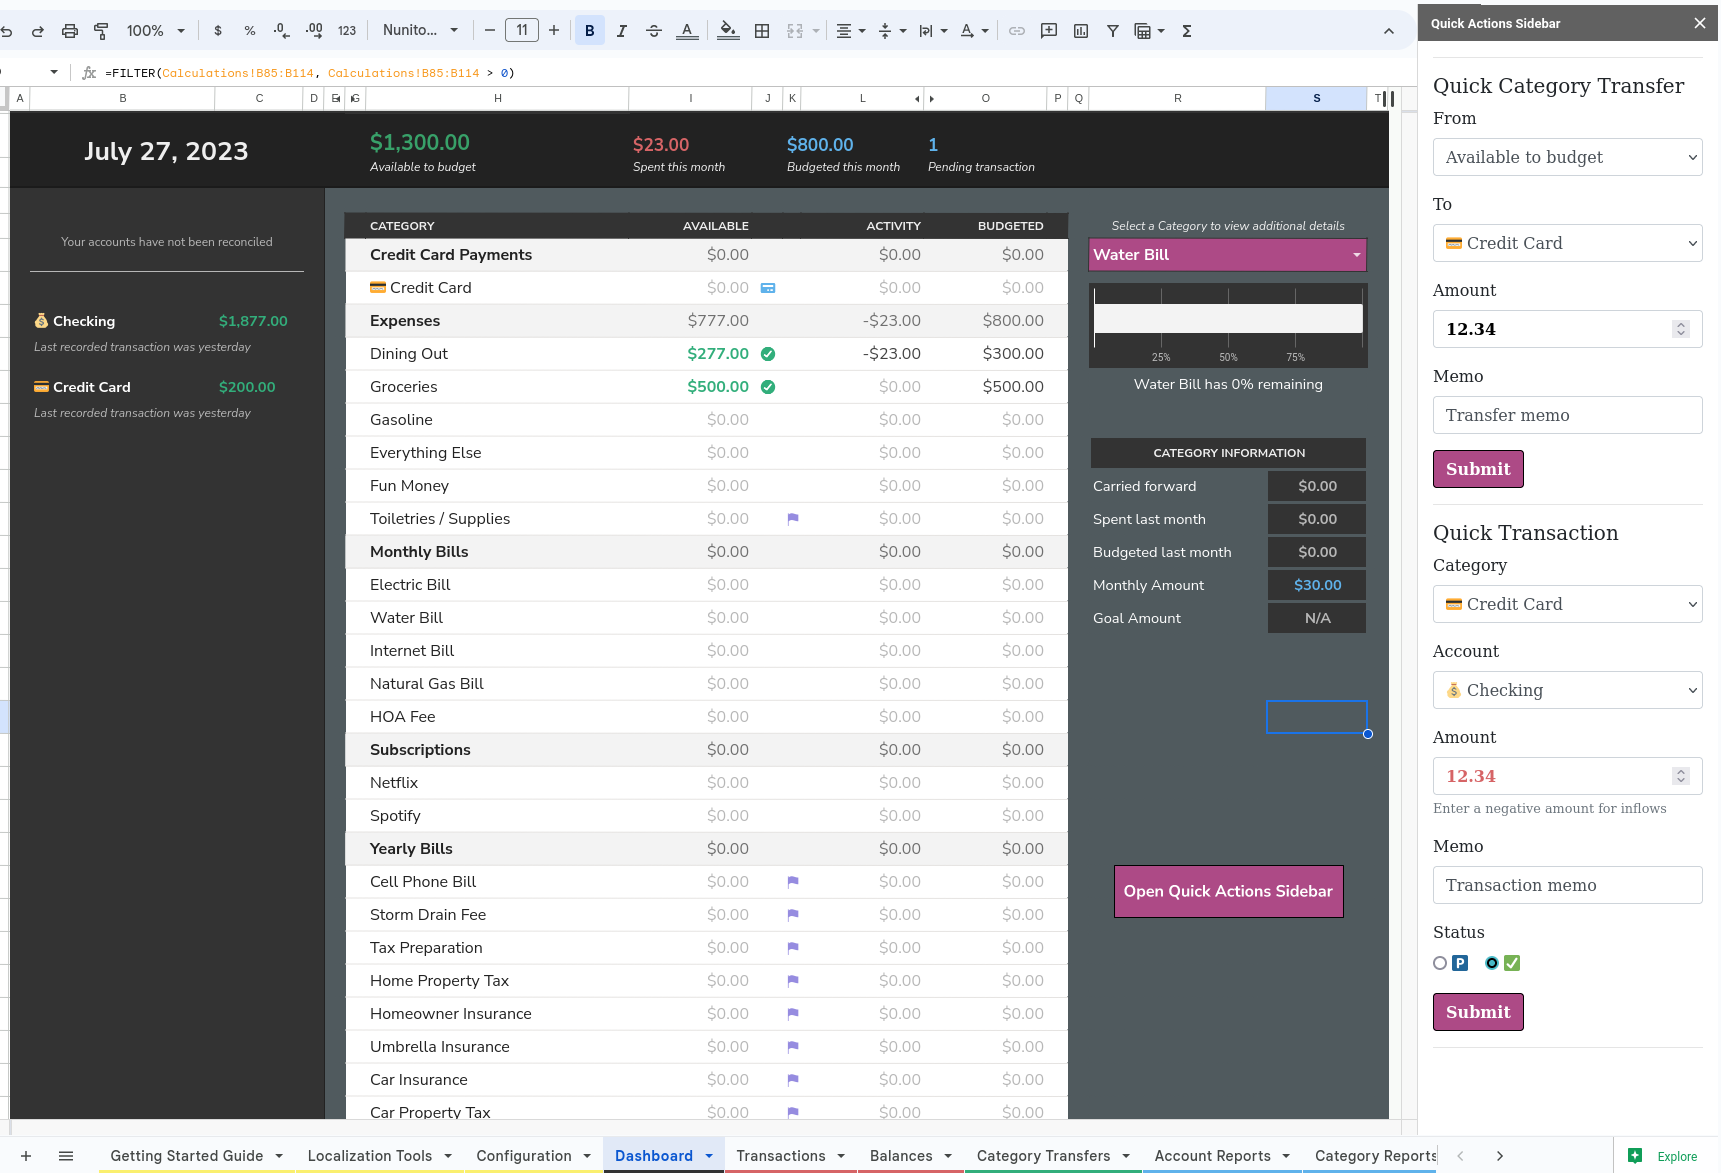 100%
$
%
.0
.00
123
Nunito...
11
B
I
A
Σ
fx
=FILTER(Calculations!B85:B114, Calculations!B85:B114 > 0)
A B C D E G H I J K L O P Q R S T
July 27, 2023
$1,300.00
Available to budget
$23.00
Spent this month
$800.00
Budgeted this month
1
Pending transaction
Your accounts have not been reconciled
Checking $1,877.00
Last recorded transaction was yesterday
Credit Card $200.00
Last recorded transaction was yesterday
CATEGORY AVAILABLE ACTIVITY BUDGETED
Credit Card Payments $0.00 $0.00 $0.00
Credit Card $0.00 $0.00 $0.00
Expenses $777.00 -$23.00 $800.00
Dining Out $277.00 -$23.00 $300.00
Groceries $500.00 $0.00 $500.00
Gasoline $0.00 $0.00 $0.00
Everything Else $0.00 $0.00 $0.00
Fun Money $0.00 $0.00 $0.00
Toiletries / Supplies $0.00 $0.00 $0.00
Monthly Bills $0.00 $0.00 $0.00
Electric Bill $0.00 $0.00 $0.00
Water Bill $0.00 $0.00 $0.00
Internet Bill $0.00 $0.00 $0.00
Natural Gas Bill $0.00 $0.00 $0.00
HOA Fee $0.00 $0.00 $0.00
Subscriptions $0.00 $0.00 $0.00
Netflix $0.00 $0.00 $0.00
Spotify $0.00 $0.00 $0.00
Yearly Bills $0.00 $0.00 $0.00
Cell Phone Bill $0.00 $0.00 $0.00
Storm Drain Fee $0.00 $0.00 $0.00
Tax Preparation $0.00 $0.00 $0.00
Home Property Tax $0.00 $0.00 $0.00
Homeowner Insurance $0.00 $0.00 $0.00
Umbrella Insurance $0.00 $0.00 $0.00
Car Insurance $0.00 $0.00 $0.00
Car Property Tax $0.00 $0.00 $0.00
Select a Category to view additional details
Water Bill
25% 50% 75%
Water Bill has 0% remaining
CATEGORY INFORMATION
Carried forward $0.00
Spent last month $0.00
Budgeted last month $0.00
Monthly Amount $30.00
Goal Amount N/A
Open Quick Actions Sidebar
Quick Actions Sidebar
Quick Category Transfer
From
Available to budget
To
Credit Card
Amount
12.34
Memo
Transfer memo
Submit
Quick Transaction
Category
Credit Card
Account
Checking
Amount
12.34
Enter a negative amount for inflows
Memo
Transaction memo
Status
P
Submit
Getting Started Guide Localization Tools Configuration Dashboard Transactions Balances Category Transfers Account Reports Category Reports
Explore